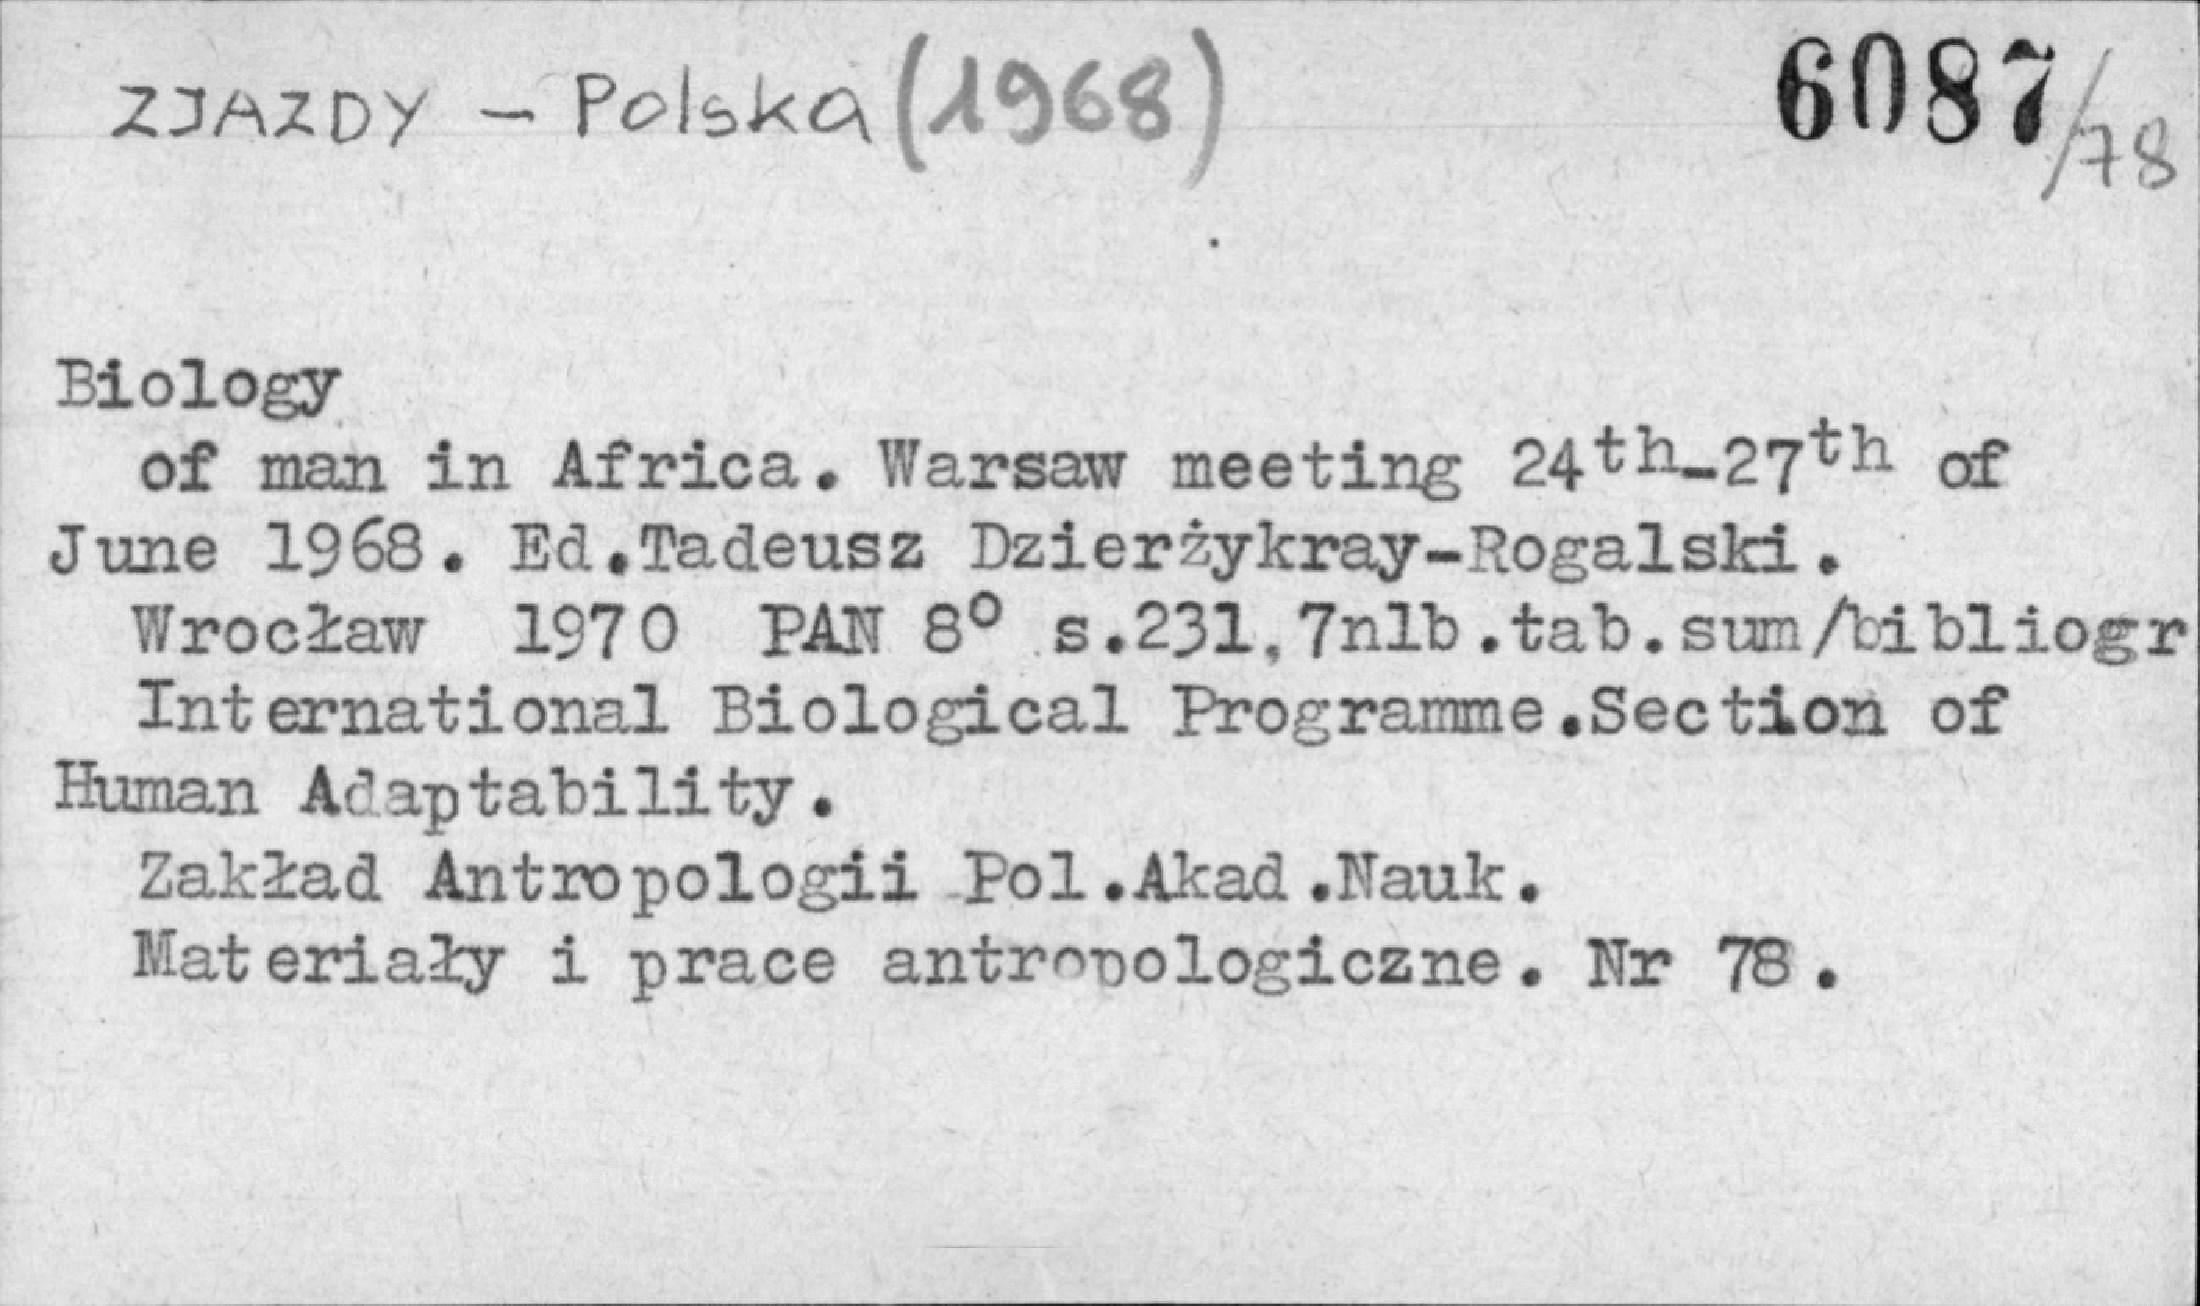 ZJAZDY - Polska (1968) 6087/78
Biology
of man in Africa. Warsaw meeting 24th-27th of
June 1968. Ed.Tadeusz Dzierżykray-Rogalski.
Wrocław 1970 PAN 8° s.231,7nlb.tab.sum/bibliogr
International Biological Programme.Section of
Human Adaptability.
Zakład Antropologii Pol.Akad.Nauk.
Materiały i prace antropologiczne. Nr 78.